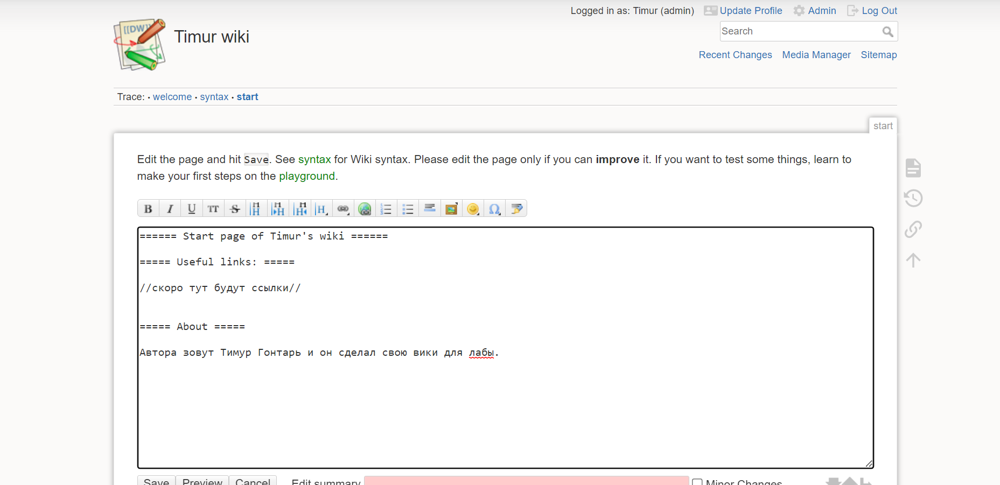 Logged in as: Timur (admin) Update Profile Admin Log Out
[[DW]]
Timur wiki
Search
Recent Changes Media Manager Sitemap
Trace: • welcome • syntax • start
start
Edit the page and hit Save. See syntax for Wiki syntax. Please edit the page only if you can improve it. If you want to test some things, learn to
make your first steps on the playground.
B I U TT S H H H H H H H Ω
====== Start page of Timur's wiki ======
===== Useful links: =====
//скоро тут будут ссылки//
===== About =====
Автора зовут Тимур Гонтарь и он сделал свою вики для лабы.
Save Preview Cancel Edit summary Minor Changes